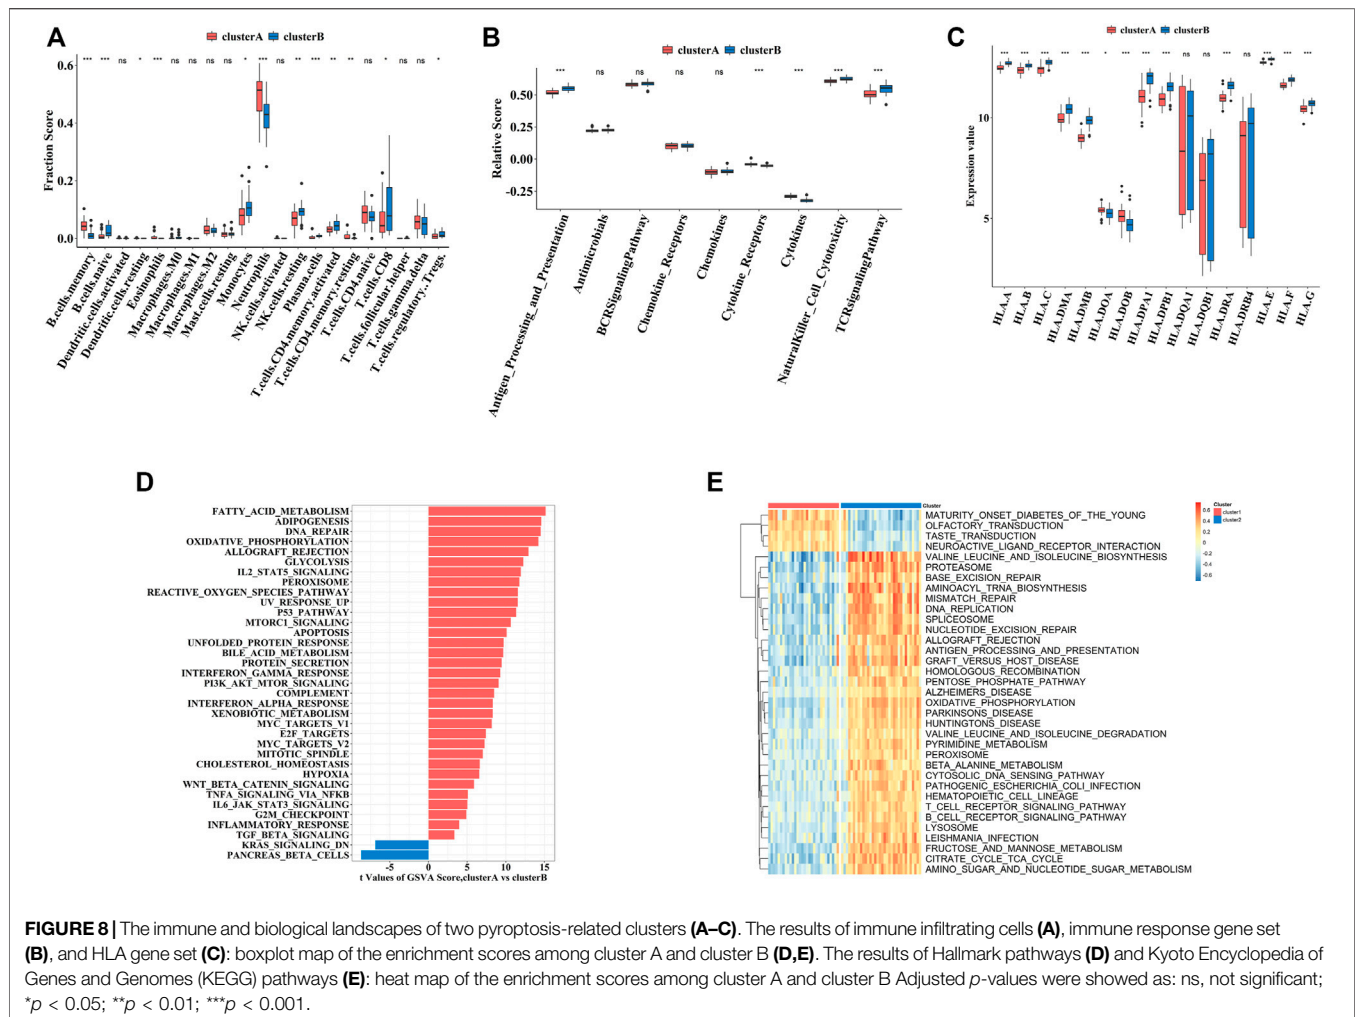 A
clusterA clusterB
Fraction Score
0.6
0.4
0.2
0.0
*** *** ns * *** ns ns ns ns * *** ns ** *** ** ** *** * ns ns *
B.cells.memory
B.cells.naive
Dendritic.cells.activated
Dendritic.cells.resting
Eosinophils
Macrophages.M0
Macrophages.M1
Macrophages.M2
Mast.cells.resting
Monocytes
Neutrophils
NK.cells.activated
NK.cells.resting
Plasma.cells
T.cells.CD4.memory.activated
T.cells.CD4.memory.resting
T.cells.CD4.naive
T.cells.CD8
T.cells.follicular.helper
T.cells.gamma.delta
T.cells.regulatory..Tregs.
B
clusterA clusterB
Relative Score
0.50
0.25
0.00
-0.25
*** ns ns ns ns *** *** *** ***
Antigen_Processing_and_Presentation
Antimicrobials
BCRSignalingPathway
Chemokine_Receptors
Chemokines
Cytokine_Receptors
Cytokines
NaturalKiller_Cell_Cytotoxicity
TCRsignalingPathway
C
clusterA clusterB
Expression value
10
5
*** *** *** *** *** * *** *** *** ns ns *** ns *** *** ***
HLA.A
HLA.B
HLA.C
HLA.DMA
HLA.DMB
HLA.DOA
HLA.DOB
HLA.DPA1
HLA.DPB1
HLA.DQA1
HLA.DQB1
HLA.DRA
HLA.DRB4
HLA.E
HLA.F
HLA.G
D
FATTY_ACID_METABOLISM
ADIPOGENESIS
DNA_REPAIR
OXIDATIVE_PHOSPHORYLATION
ALLOGRAFT_REJECTION
GLYCOLYSIS
IL2_STAT5_SIGNALING
PEROXISOME
REACTIVE_OXYGEN_SPECIES_PATHWAY
UV_RESPONSE_UP
P53_PATHWAY
MTORC1_SIGNALING
APOPTOSIS
UNFOLDED_PROTEIN_RESPONSE
BILE_ACID_METABOLISM
PROTEIN_SECRETION
INTERFERON_GAMMA_RESPONSE
PI3K_AKT_MTOR_SIGNALING
COMPLEMENT
INTERFERON_ALPHA_RESPONSE
XENOBIOTIC_METABOLISM
MYC_TARGETS_V1
E2F_TARGETS
MYC_TARGETS_V2
MITOTIC_SPINDLE
CHOLESTEROL_HOMEOSTASIS
HYPOXIA
WNT_BETA_CATENIN_SIGNALING
TNFA_SIGNALING_VIA_NFKB
IL6_JAK_STAT3_SIGNALING
G2M_CHECKPOINT
INFLAMMATORY_RESPONSE
TGF_BETA_SIGNALING
KRAS_SIGNALING_DN
PANCREAS_BETA_CELLS
-5 0 5 10 15
t Values of GSVA Score,clusterA vs clusterB
E
Cluster
MATURITY_ONSET_DIABETES_OF_THE_YOUNG
OLFACTORY_TRANSDUCTION
TASTE_TRANSDUCTION
NEUROACTIVE_LIGAND_RECEPTOR_INTERACTION
VALINE_LEUCINE_AND_ISOLEUCINE_BIOSYNTHESIS
PROTEASOME
BASE_EXCISION_REPAIR
AMINOACYL_TRNA_BIOSYNTHESIS
MISMATCH_REPAIR
DNA_REPLICATION
SPLICEOSOME
NUCLEOTIDE_EXCISION_REPAIR
ALLOGRAFT_REJECTION
ANTIGEN_PROCESSING_AND_PRESENTATION
GRAFT_VERSUS_HOST_DISEASE
HOMOLOGOUS_RECOMBINATION
PENTOSE_PHOSPHATE_PATHWAY
ALZHEIMERS_DISEASE
OXIDATIVE_PHOSPHORYLATION
PARKINSONS_DISEASE
HUNTINGTONS_DISEASE
VALINE_LEUCINE_AND_ISOLEUCINE_DEGRADATION
PYRIMIDINE_METABOLISM
PEROXISOME
BETA_ALANINE_METABOLISM
CYTOSOLIC_DNA_SENSING_PATHWAY
PATHOGENIC_ESCHERICHIA_COLI_INFECTION
HEMATOPOIETIC_CELL_LINEAGE
T_CELL_RECEPTOR_SIGNALING_PATHWAY
B_CELL_RECEPTOR_SIGNALING_PATHWAY
LYSOSOME
LEISHMANIA_INFECTION
FRUCTOSE_AND_MANNOSE_METABOLISM
CITRATE_CYCLE_TCA_CYCLE
AMINO_SUGAR_AND_NUCLEOTIDE_SUGAR_METABOLISM
0.6
0.4
0.2
0
-0.2
-0.4
-0.6
Cluster
cluster1
cluster2
FIGURE 8 | The immune and biological landscapes of two pyroptosis-related clusters (A–C). The results of immune infiltrating cells (A), immune response gene set
(B), and HLA gene set (C): boxplot map of the enrichment scores among cluster A and cluster B (D,E). The results of Hallmark pathways (D) and Kyoto Encyclopedia of
Genes and Genomes (KEGG) pathways (E): heat map of the enrichment scores among cluster A and cluster B Adjusted p-values were showed as: ns, not significant;
*p < 0.05; **p < 0.01; ***p < 0.001.